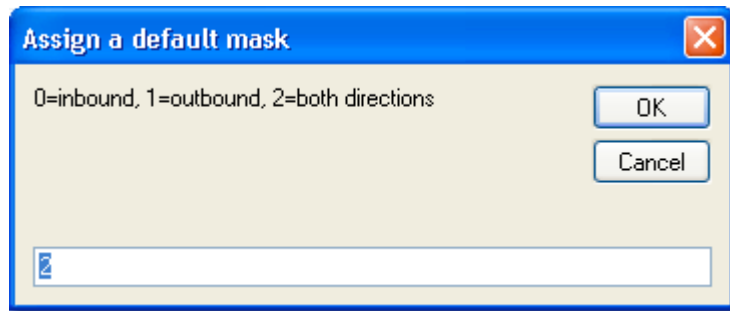 Assign a default mask
0=inbound, 1=outbound, 2=both directions
OK
Cancel
2